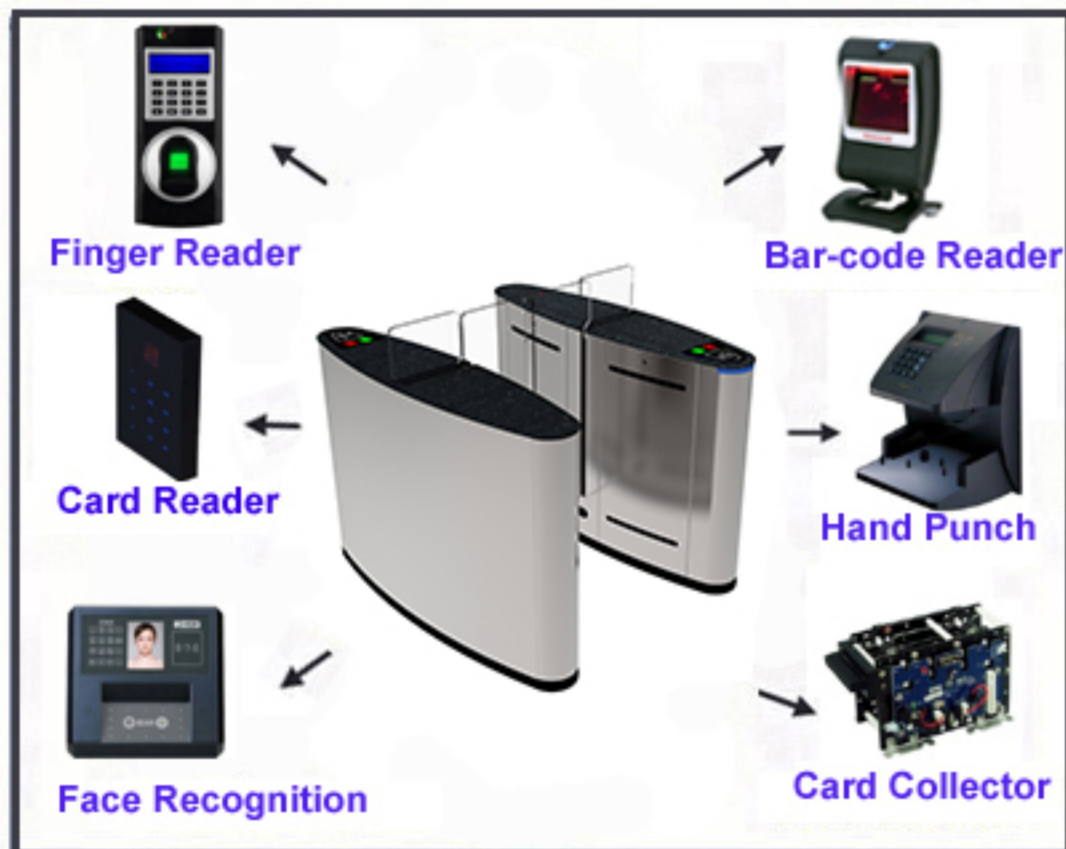 Finger Reader
Bar-code Reader
Card Reader
Hand Punch
Face Recognition
Card Collector